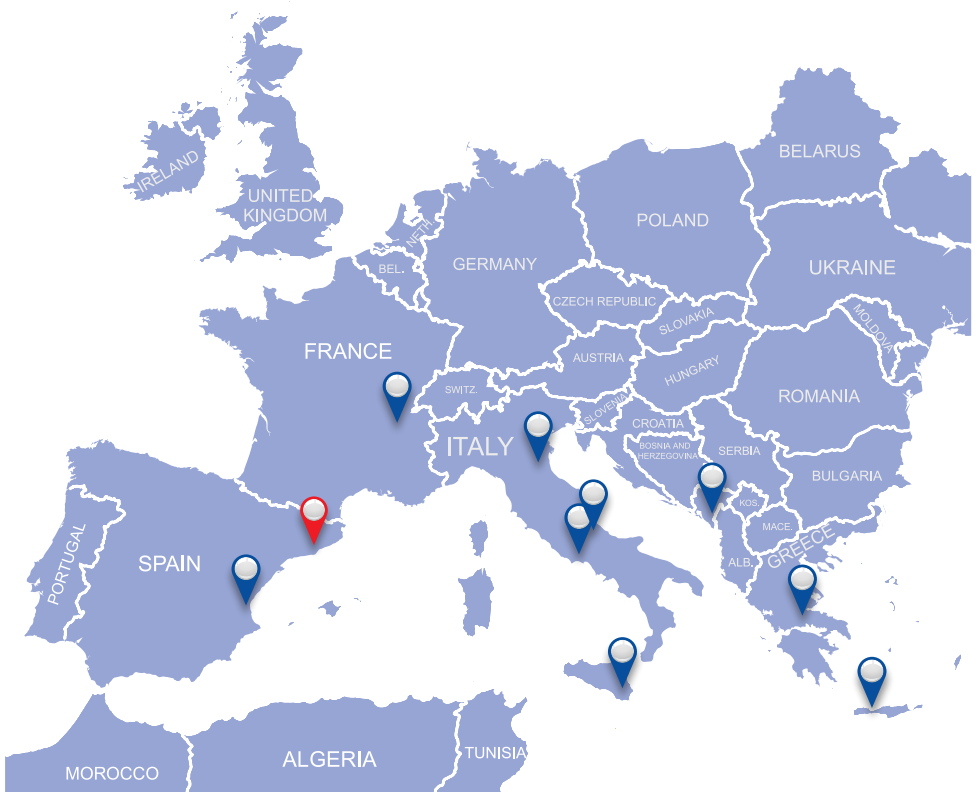 BELARUS
IRELAND
UNITED
KINGDOM
POLAND
NETH.
BEL.
GERMANY
UKRAINE
CZECH REPUBLIC
SLOVAKIA
MOLDOVA
FRANCE
AUSTRIA
HUNGARY
SWITZ.
ROMANIA
SLOVENIA
CROATIA
ITALY
BOSNIA AND
HERZEGOVINA
SERBIA
BULGARIA
KOS.
MACE.
PORTUGAL
SPAIN
ALB.
GREECE
MOROCCO
ALGERIA
TUNISIA